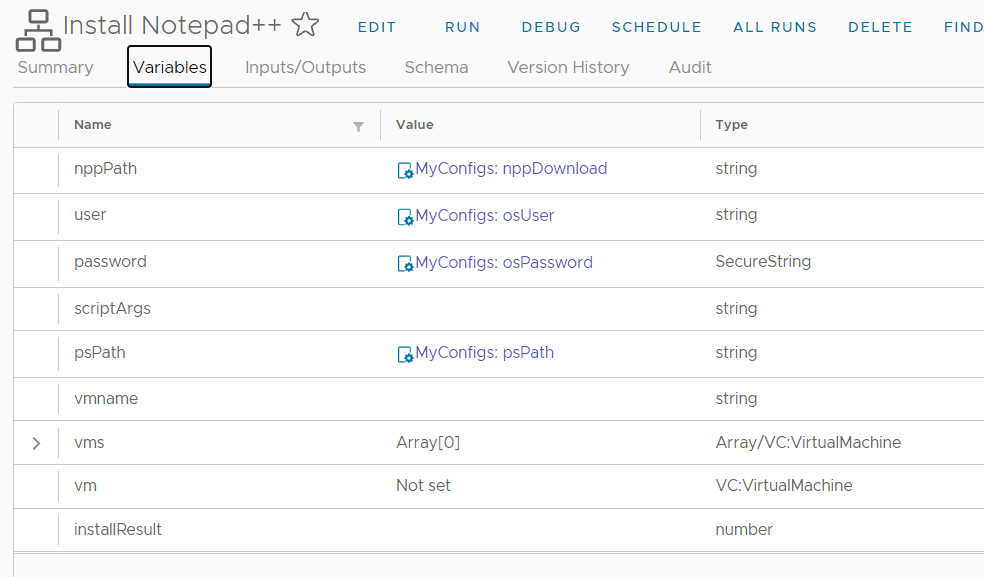 Install Notepad++ EDIT RUN DEBUG SCHEDULE ALL RUNS DELETE FIND
Summary Variables Inputs/Outputs Schema Version History Audit
Name Value Type
nppPath MyConfigs: nppDownload string
user MyConfigs: osUser string
password MyConfigs: osPassword SecureString
scriptArgs string
psPath MyConfigs: psPath string
vmname string
vms Array[0] Array/VC:VirtualMachine
vm Not set VC:VirtualMachine
installResult number